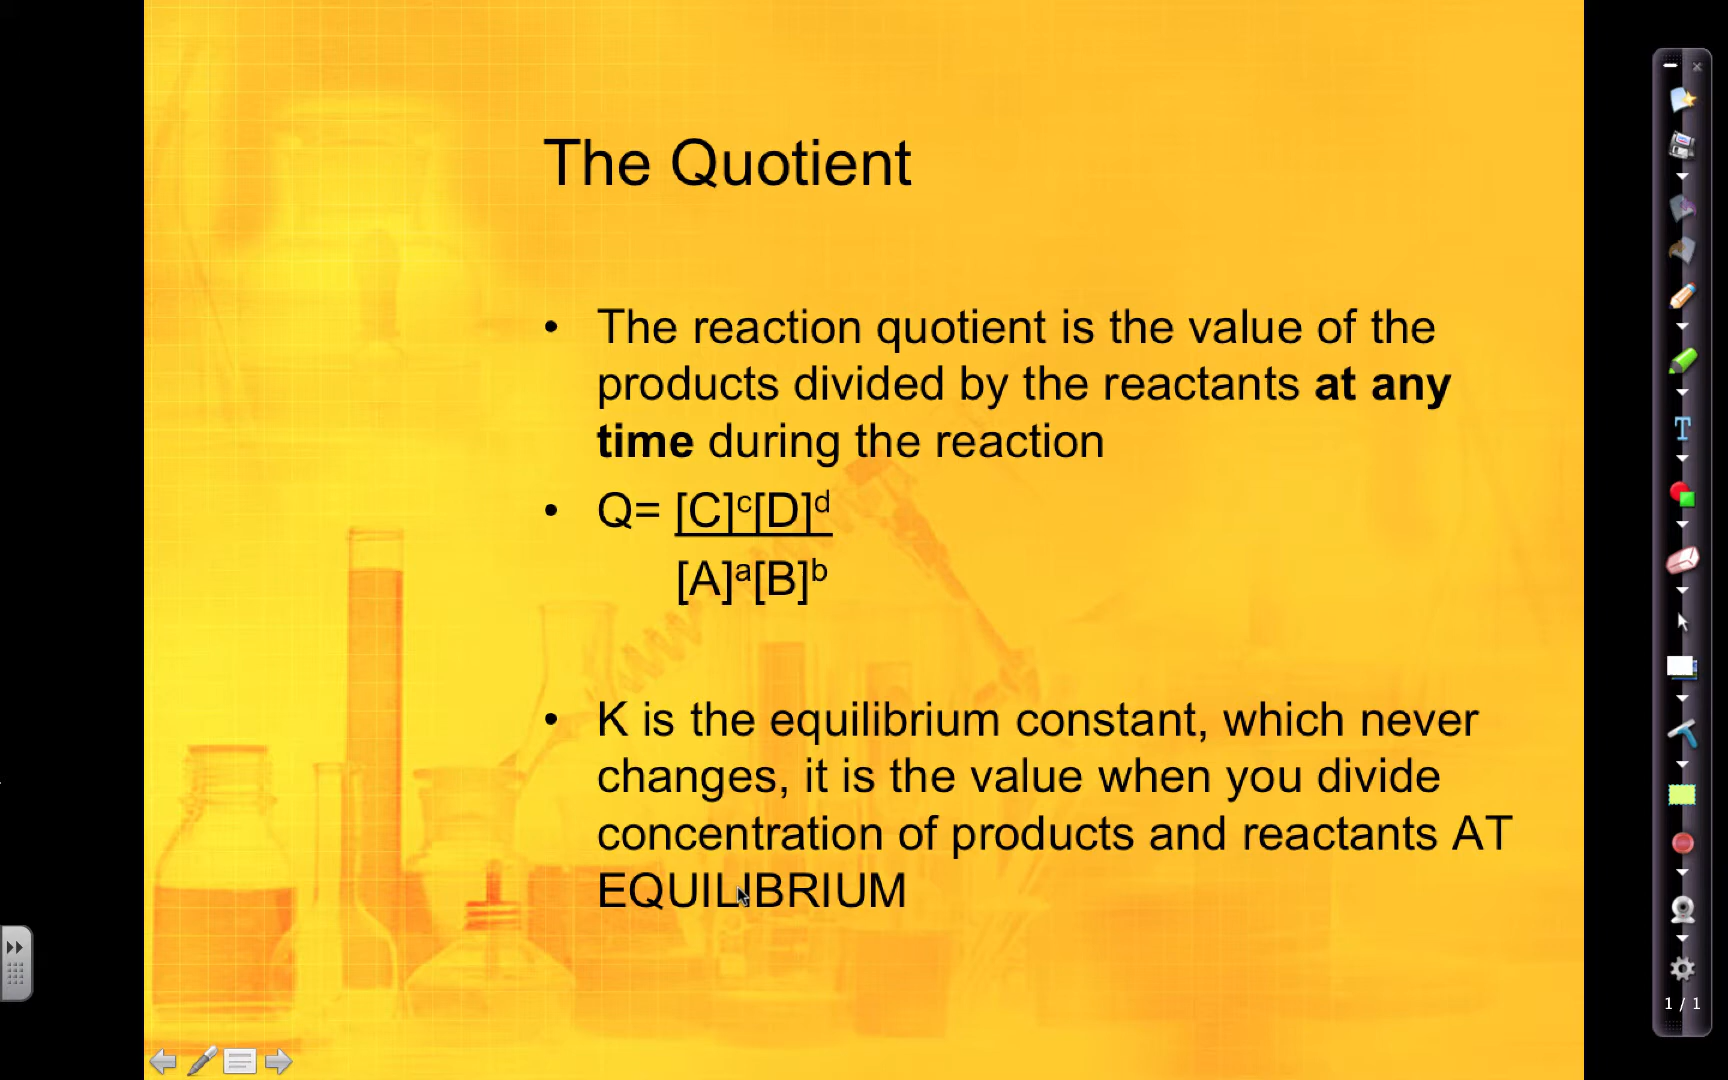 The Quotient
• The reaction quotient is the value of the
products divided by the reactants at any
time during the reaction
• Q= [C]ᶜ[D]ᵈ
[A]ᵃ[B]ᵇ
• K is the equilibrium constant, which never
changes, it is the value when you divide
concentration of products and reactants AT
EQUILIBRIUM
T
1 / 1